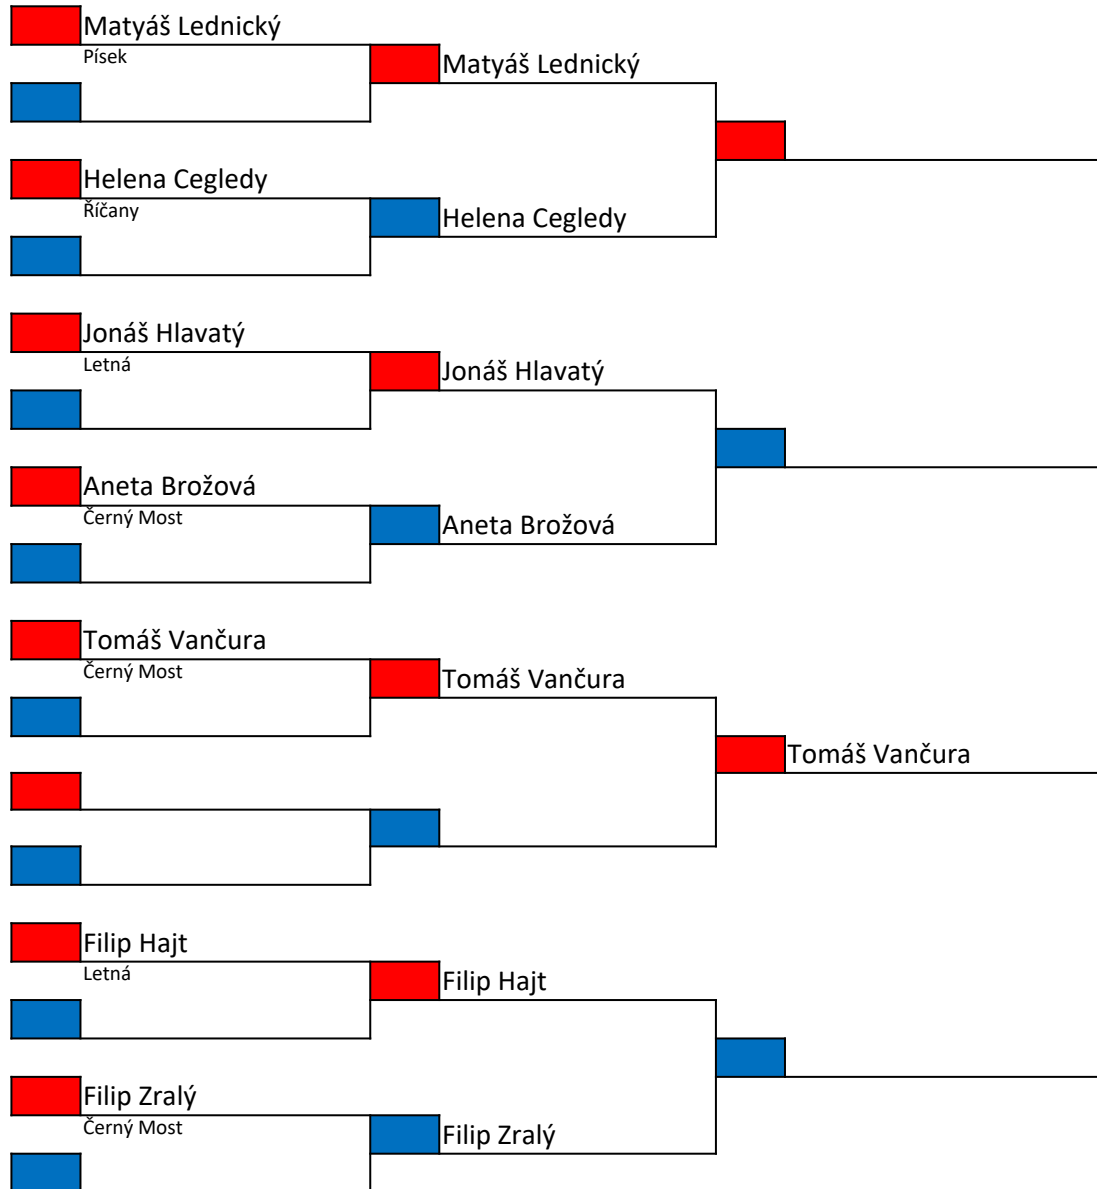 Matyáš Lednický
Písek
Matyáš Lednický
Helena Cegledy
Říčany
Helena Cegledy
Jonáš Hlavatý
Letná
Jonáš Hlavatý
Aneta Brožová
Černý Most
Aneta Brožová
Tomáš Vančura
Černý Most
Tomáš Vančura
Tomáš Vančura
Filip Hajt
Letná
Filip Hajt
Filip Zralý
Černý Most
Filip Zralý